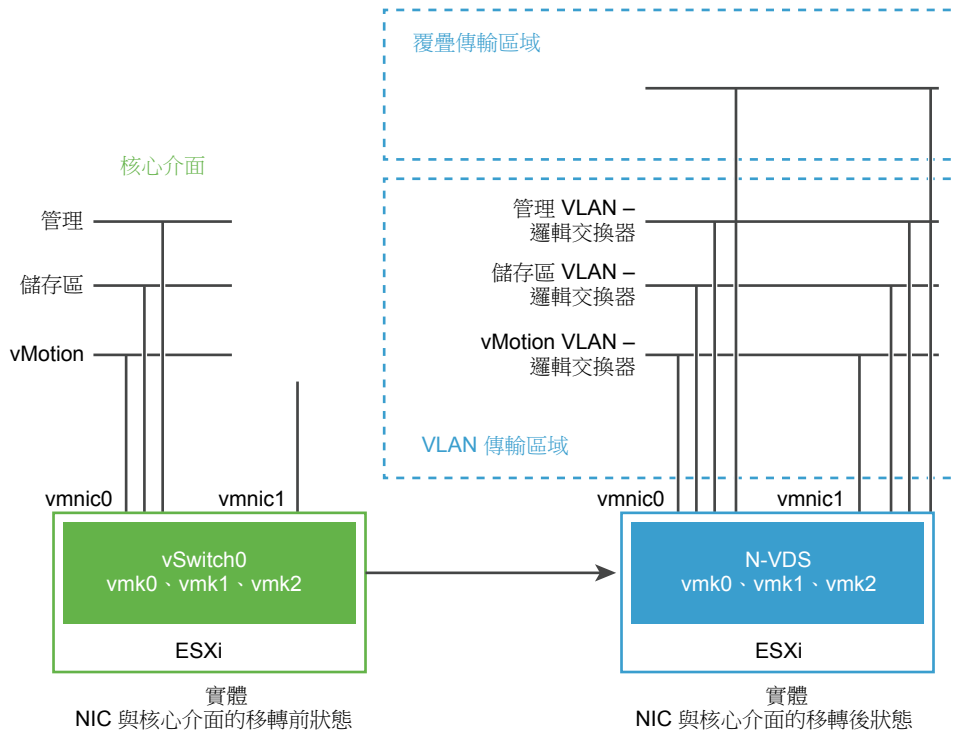 覆疊傳輸區域
核心介面
管理
儲存區
vMotion
管理 VLAN –
邏輯交換器
儲存區 VLAN –
邏輯交換器
vMotion VLAN –
邏輯交換器
VLAN 傳輸區域
vmnic0
vmnic1
vSwitch0
vmk0、vmk1、vmk2
ESXi
實體
NIC 與核心介面的移轉前狀態
vmnic0
vmnic1
N-VDS
vmk0、vmk1、vmk2
ESXi
實體
NIC 與核心介面的移轉後狀態